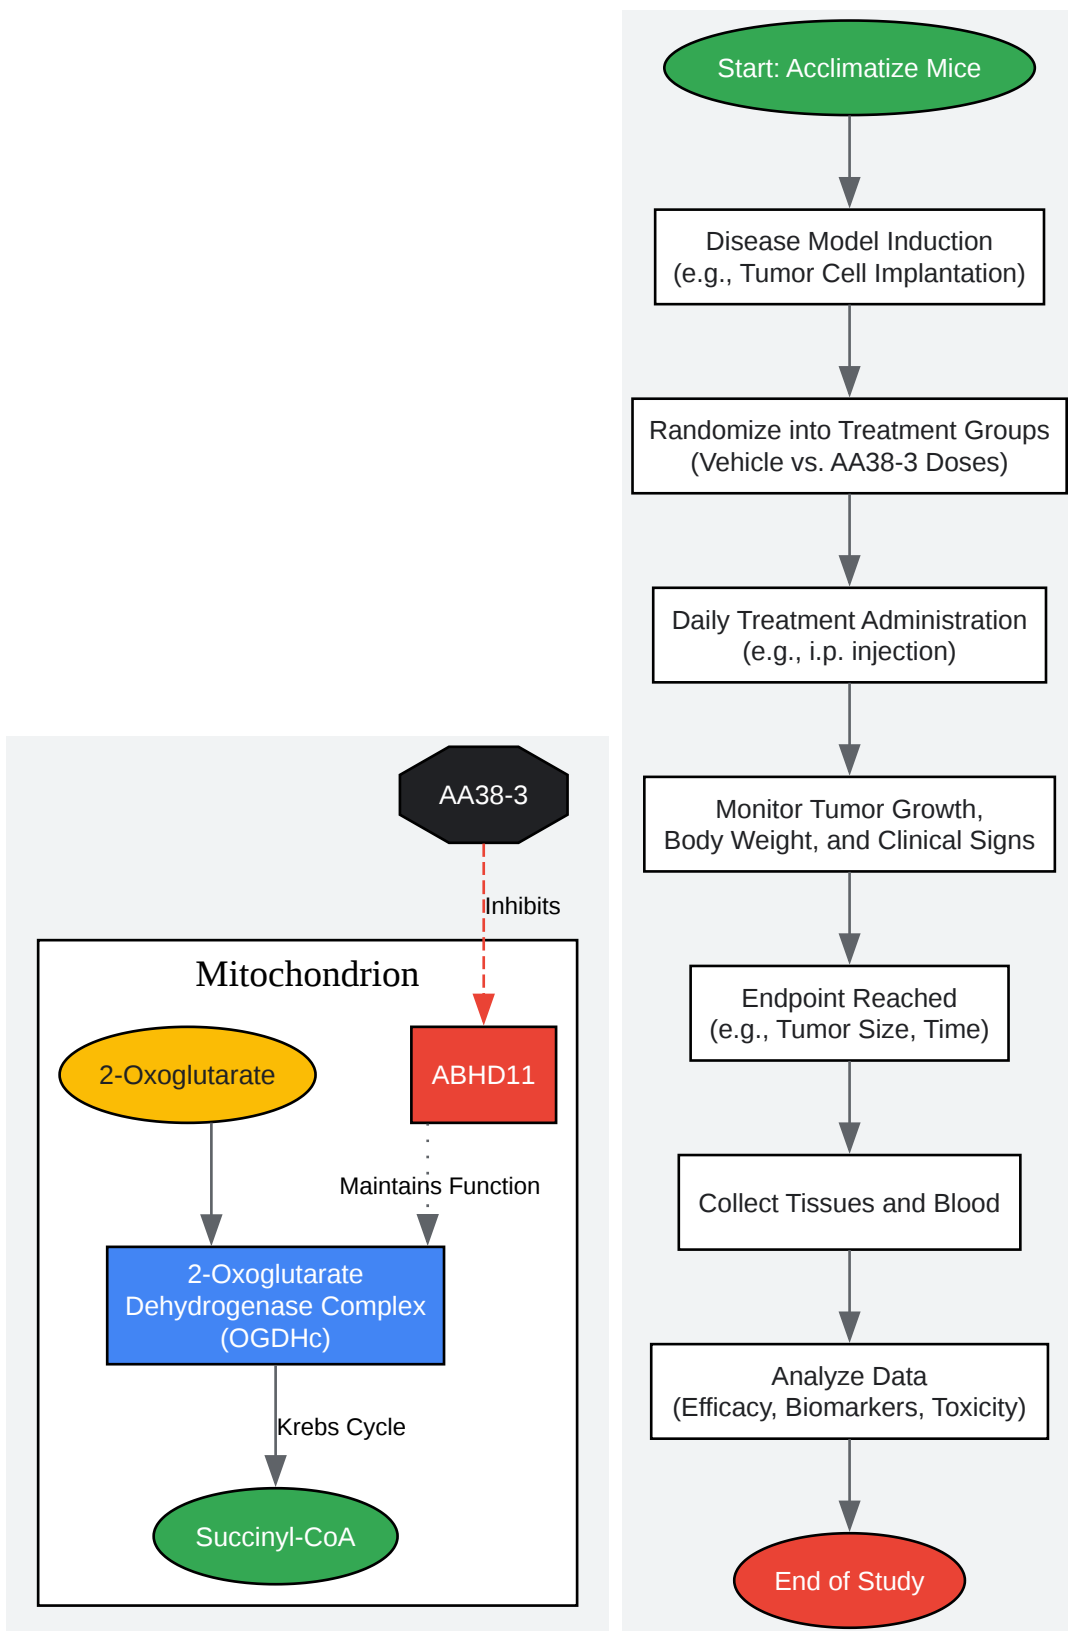 AA38-3
Inhibits
Mitochondrion
2-Oxoglutarate
ABHD11
Maintains Function
2-Oxoglutarate
Dehydrogenase Complex
(OGDHc)
Krebs Cycle
Succinyl-CoA
Start: Acclimatize Mice
Disease Model Induction
(e.g., Tumor Cell Implantation)
Randomize into Treatment Groups
(Vehicle vs. AA38-3 Doses)
Daily Treatment Administration
(e.g., i.p. injection)
Monitor Tumor Growth,
Body Weight, and Clinical Signs
Endpoint Reached
(e.g., Tumor Size, Time)
Collect Tissues and Blood
Analyze Data
(Efficacy, Biomarkers, Toxicity)
End of Study